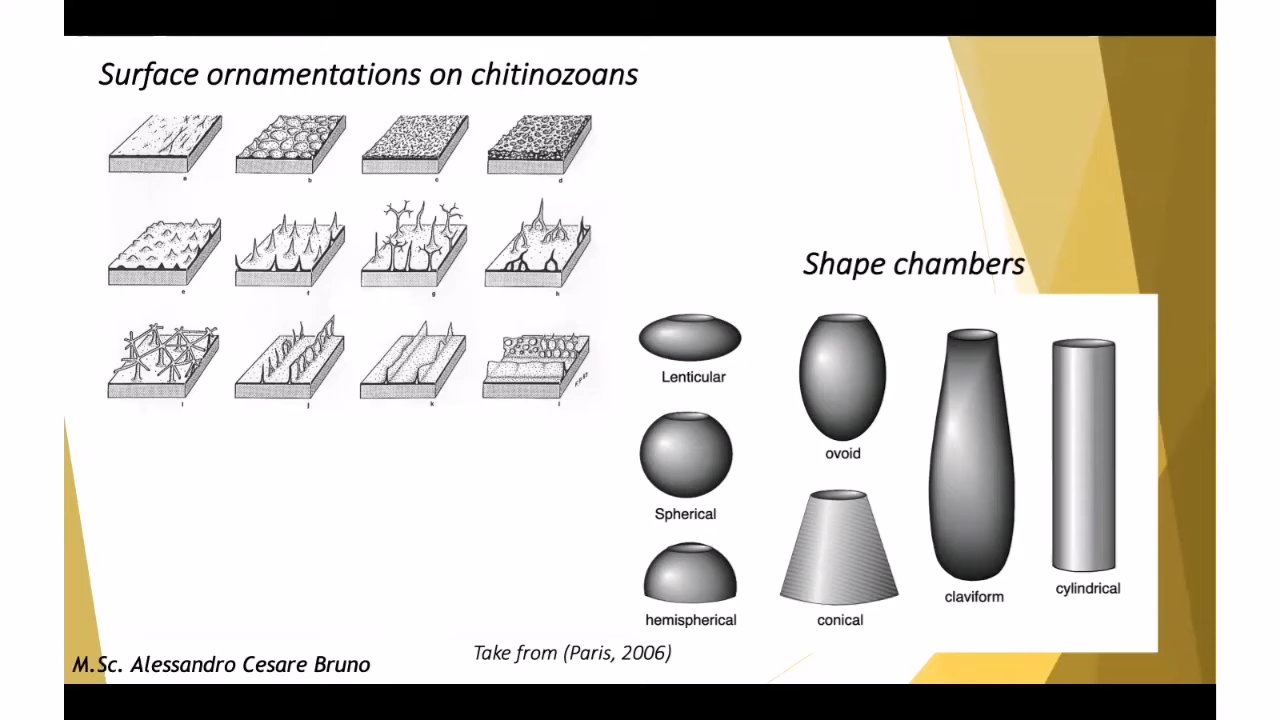 Surface ornamentations on chitinozoans
a b c d
e f g h
i j k l
Shape chambers
Lenticular
ovoid
Spherical
hemispherical
conical
claviform
cylindrical
Take from (Paris, 2006)
M.Sc. Alessandro Cesare Bruno